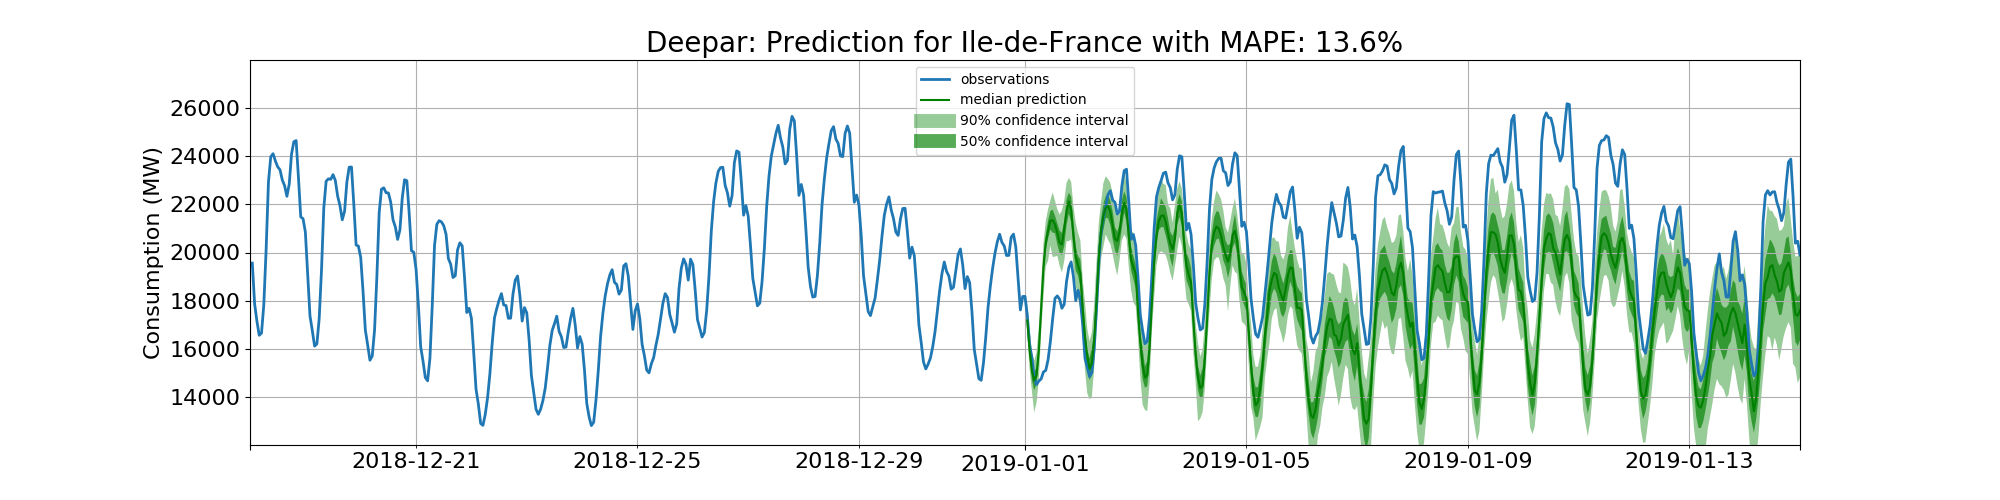 Deepar: Prediction for Ile-de-France with MAPE: 13.6%
observations
median prediction
90% confidence interval
50% confidence interval
Consumption (MW)
26000
24000
22000
20000
18000
16000
14000
2018-12-21 2018-12-25 2018-12-29 2019-01-01 2019-01-05 2019-01-09 2019-01-13